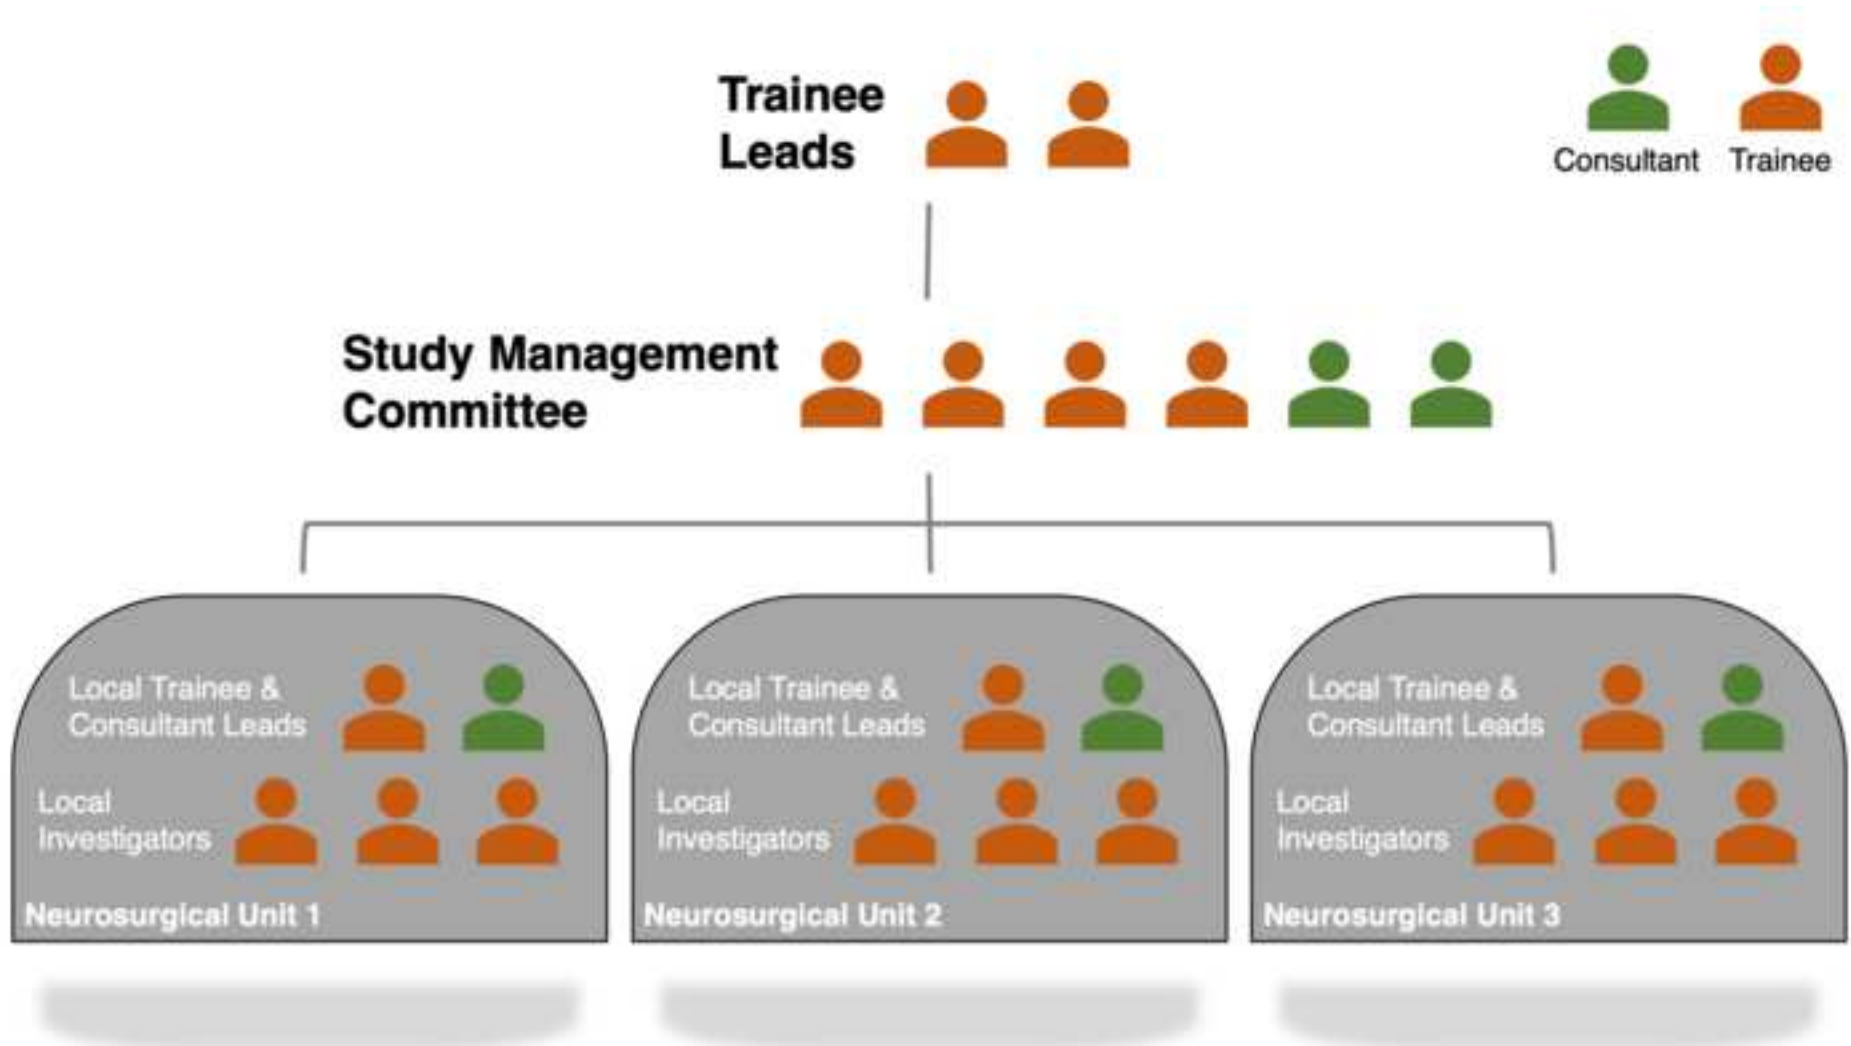 Trainee
Leads
Consultant
Trainee
Study Management
Committee
Local Trainee &
Consultant Leads
Local
Investigators
Neurosurgical Unit 1
Local Trainee &
Consultant Leads
Local
Investigators
Neurosurgical Unit 2
Local Trainee &
Consultant Leads
Local
Investigators
Neurosurgical Unit 3